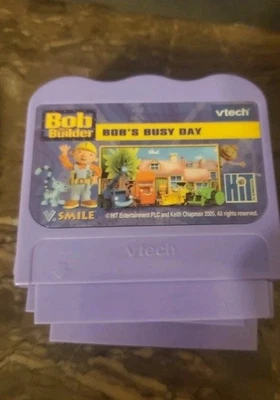 Bob
the Builder
BOB'S BUSY DAY
vtech
HiT
V.SMILE
©HIT Entertainment PLC and Keith Chapman 2005. All rights reserved.
vtech